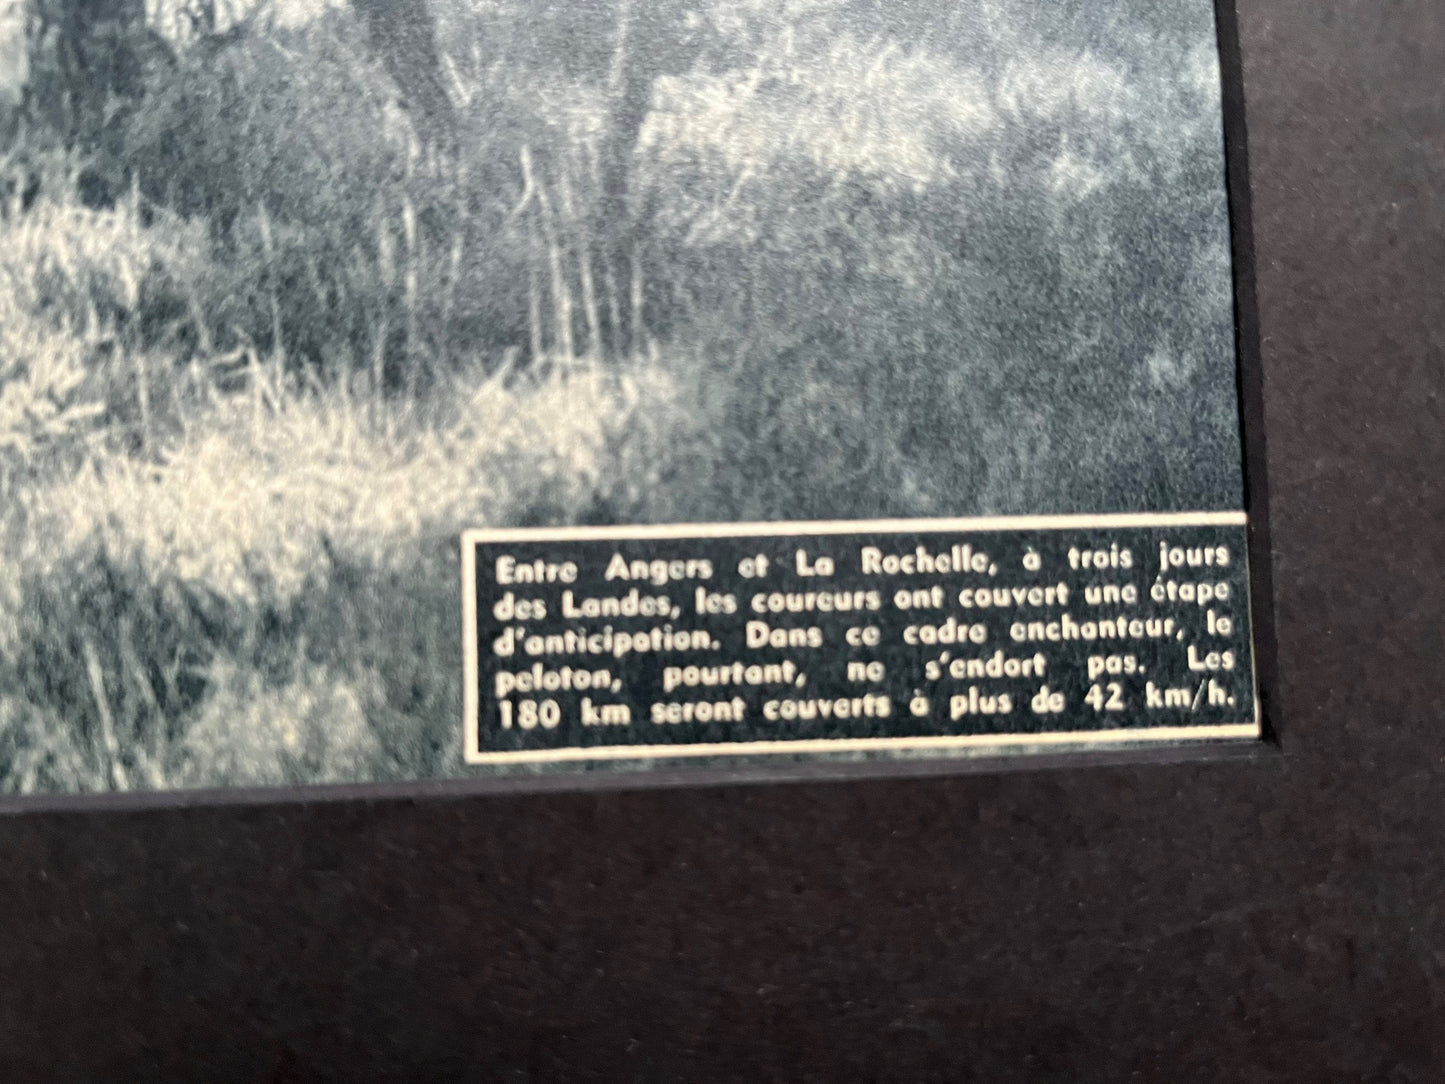 Entre Angers et La Rochelle, à trois jours
des Landes, les coureurs ont couvert une étape
d'anticipation. Dans ce cadre enchanteur, le
peloton, pourtant, ne s'endort pas. Les
180 km seront couverts à plus de 42 km/h.